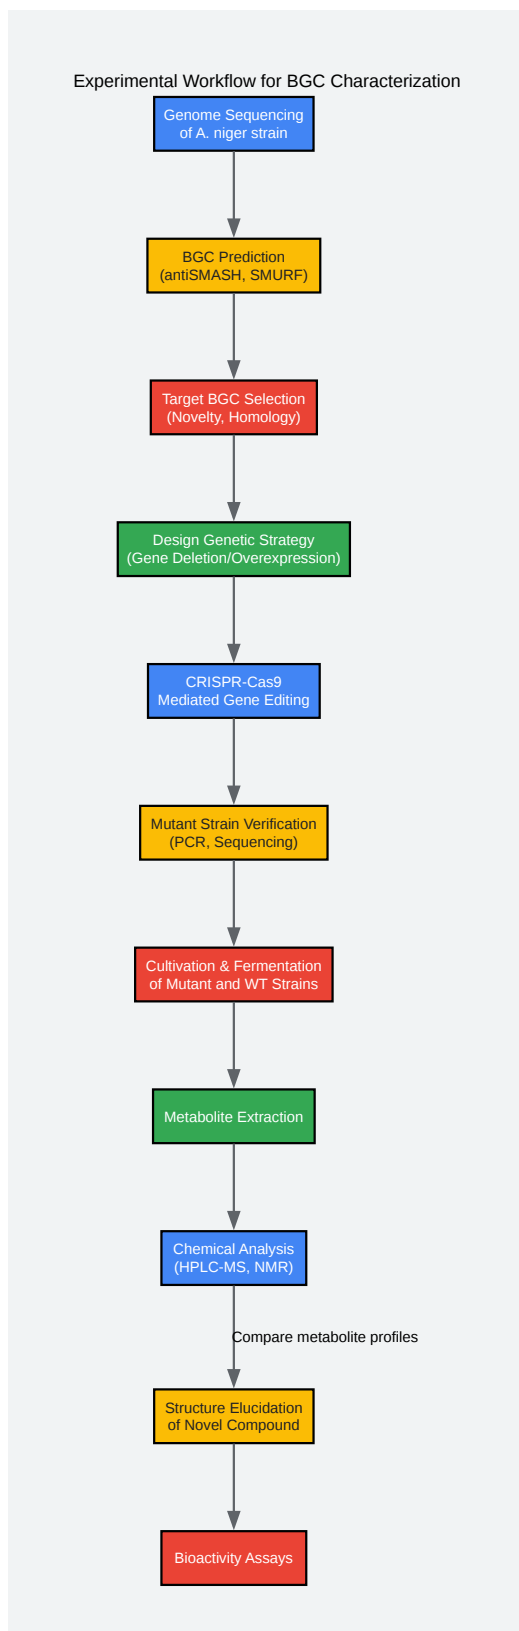 Experimental Workflow for BGC Characterization
Genome Sequencing
of A. niger strain
BGC Prediction
(antiSMASH, SMURF)
Target BGC Selection
(Novelty, Homology)
Design Genetic Strategy
(Gene Deletion/Overexpression)
CRISPR-Cas9
Mediated Gene Editing
Mutant Strain Verification
(PCR, Sequencing)
Cultivation & Fermentation
of Mutant and WT Strains
Metabolite Extraction
Chemical Analysis
(HPLC-MS, NMR)
Compare metabolite profiles
Structure Elucidation
of Novel Compound
Bioactivity Assays